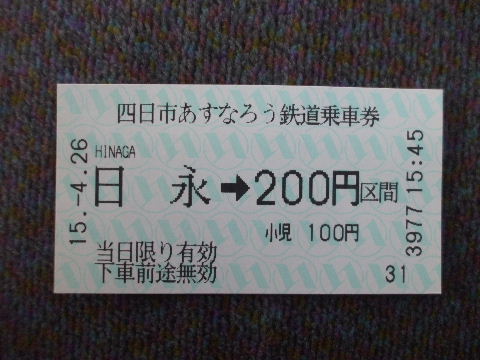 四日市あすなろう鉄道乗車券
15.-4.26
HINAGA
日 永➡200円区間
小児 100円
当日限り有効
下車前途無効
31
3977 15:45